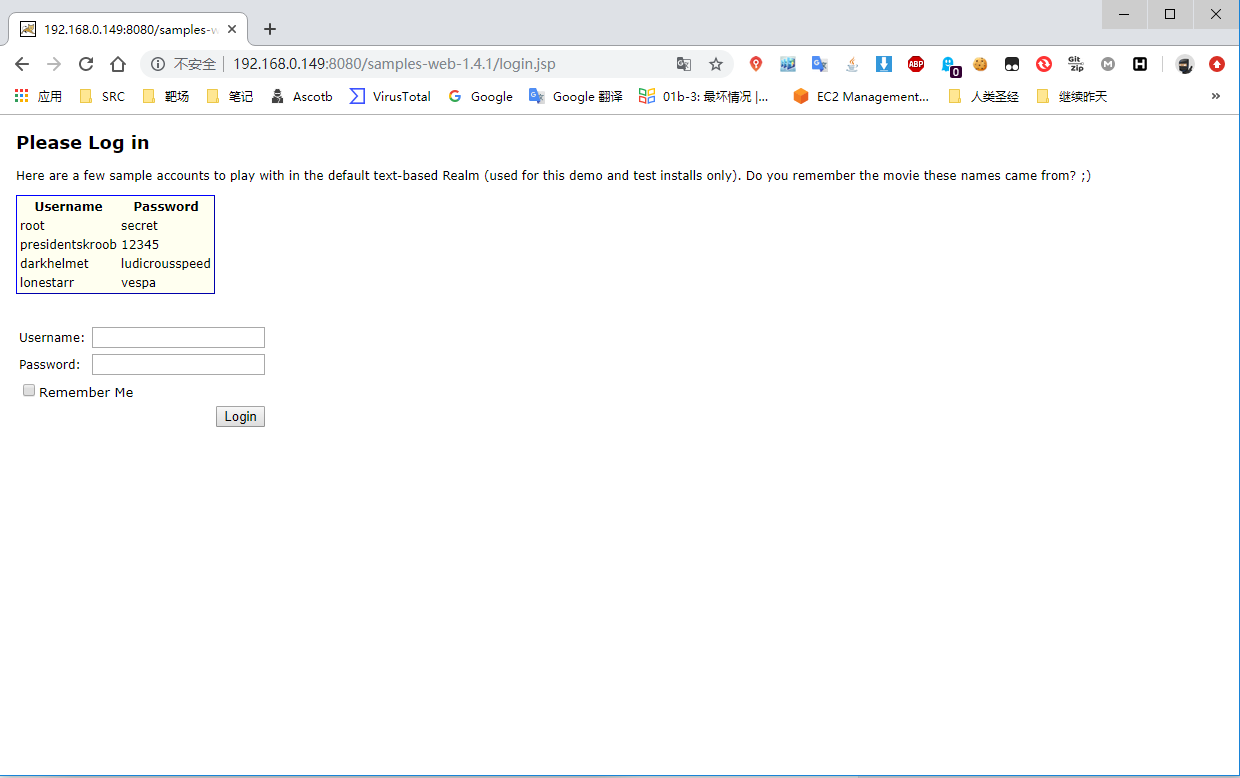 192.168.0.149:8080/samples-w
不安全 192.168.0.149:8080/samples-web-1.4.1/login.jsp ABP 0 Git zip M H
应用 SRC 靶场 笔记 Ascotb VirusTotal Google Google 翻译 01b-3: 最坏情况 |... EC2 Management... 人类圣经 继续昨天 »
Please Log in
Here are a few sample accounts to play with in the default text-based Realm (used for this demo and test installs only). Do you remember the movie these names came from? ;)
Username Password
root secret
presidentskroob 12345
darkhelmet ludicrousspeed
lonestarr vespa
Username:
Password:
Remember Me
Login